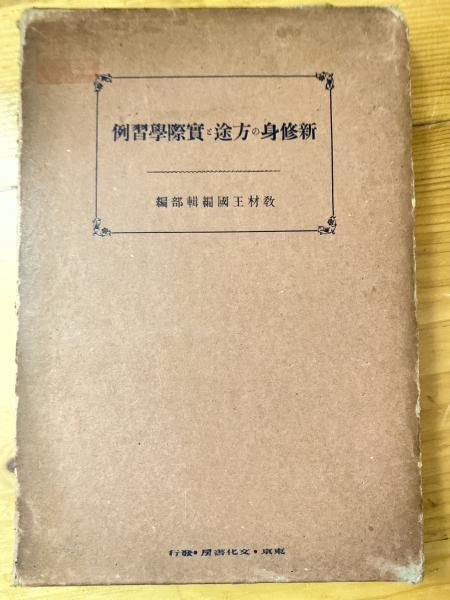 新修身の方途と實際學習例
教材王國編輯部編
東京・文化書房・發行